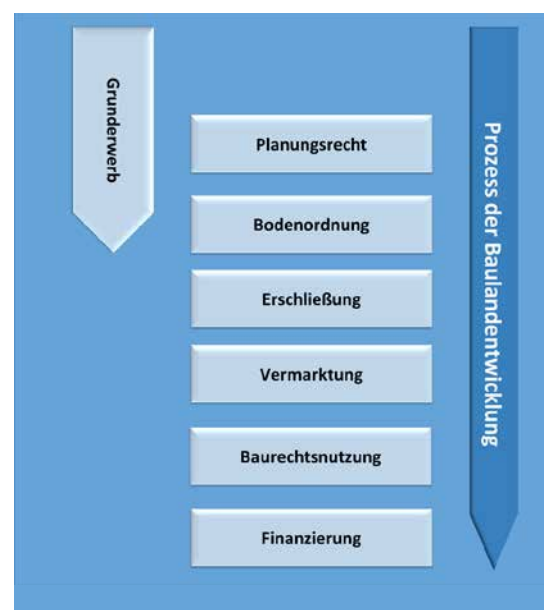 Grunderwerb
Planungsrecht
Bodenordnung
Erschließung
Vermarktung
Baurechtsnutzung
Finanzierung
Prozess der Baulandentwicklung